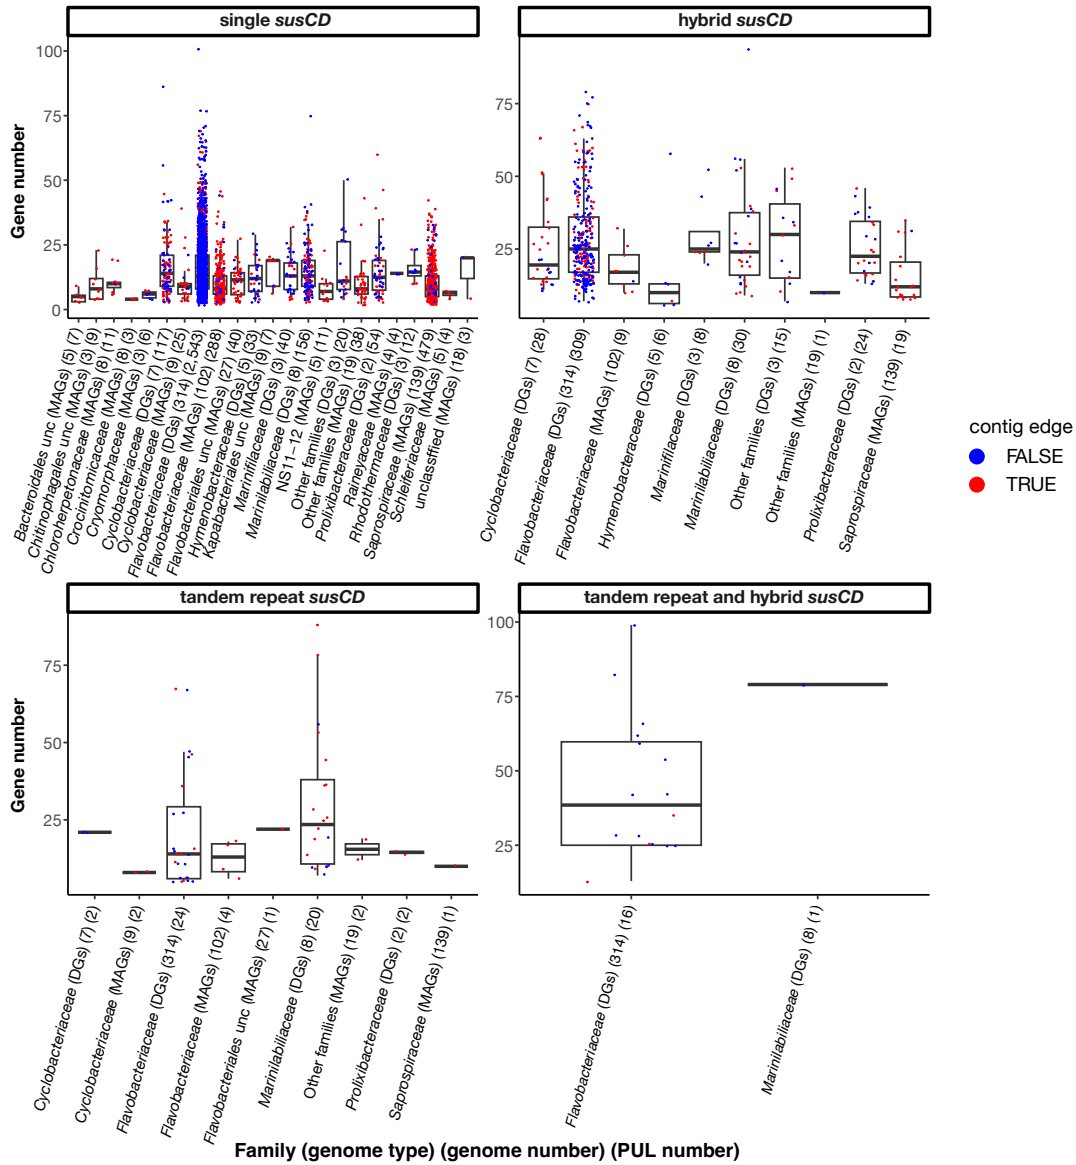 single susCD
hybrid susCD
Gene number
100
75
50
25
0
75
50
25
Bacteroidales unc (MAGs) (5) (7)
Chitinophagales unc (MAGs) (3) (9)
Chloroherpetonaceae (MAGs) (8) (11)
Crocinitomicaceae (MAGs) (8) (3)
Cryomorphaceae (MAGs) (3) (6)
Cyclobacteriaceae (DGs) (7) (117)
Cyclobacteriaceae (MAGs) (9) (25)
Flavobacteriaceae (DGs) (314) (2,543)
Flavobacteriaceae (MAGs) (102) (288)
Flavobacteriales unc (MAGs) (27) (40)
Hymenobacteraceae (DGs) (5) (33)
Kapabacteriales unc (MAGs) (9) (7)
Marinifilaceae (DGs) (3) (40)
Marinilabiliaceae (DGs) (8) (156)
NS11-12 (MAGs) (5) (11)
Other families (DGs) (3) (20)
Other families (MAGs) (19) (38)
Prolixibacteraceae (DGs) (2) (54)
Raineyaceae (MAGs) (4) (4)
Rhodothermaceae (DGs) (3) (12)
Saprospiraceae (MAGs) (139) (479)
Schleiferiaceae (MAGs) (5) (4)
unclassffied (MAGs) (18) (3)
Cyclobacteriaceae (DGs) (7) (28)
Flavobacteriaceae (DGs) (314) (309)
Flavobacteriaceae (MAGs) (102) (9)
Hymenobacteraceae (DGs) (5) (6)
Marinifilaceae (DGs) (3) (8)
Marinilabiliaceae (DGs) (8) (30)
Other families (DGs) (3) (15)
Other families (MAGs) (19) (1)
Prolixibacteraceae (DGs) (2) (24)
Saprospiraceae (MAGs) (139) (19)
contig edge
FALSE
TRUE
tandem repeat susCD
tandem repeat and hybrid susCD
Gene number
75
50
25
100
75
50
25
Cyclobacteriaceae (DGs) (7) (2)
Cyclobacteriaceae (MAGs) (9) (2)
Flavobacteriaceae (DGs) (314) (24)
Flavobacteriaceae (MAGs) (102) (4)
Flavobacteriales unc (MAGs) (27) (1)
Marinilabiliaceae (DGs) (8) (20)
Other families (MAGs) (19) (2)
Prolixibacteraceae (DGs) (2) (2)
Saprospiraceae (MAGs) (139) (1)
Flavobacteriaceae (DGs) (314) (16)
Marinilabiliaceae (DGs) (8) (1)
Family (genome type) (genome number) (PUL number)